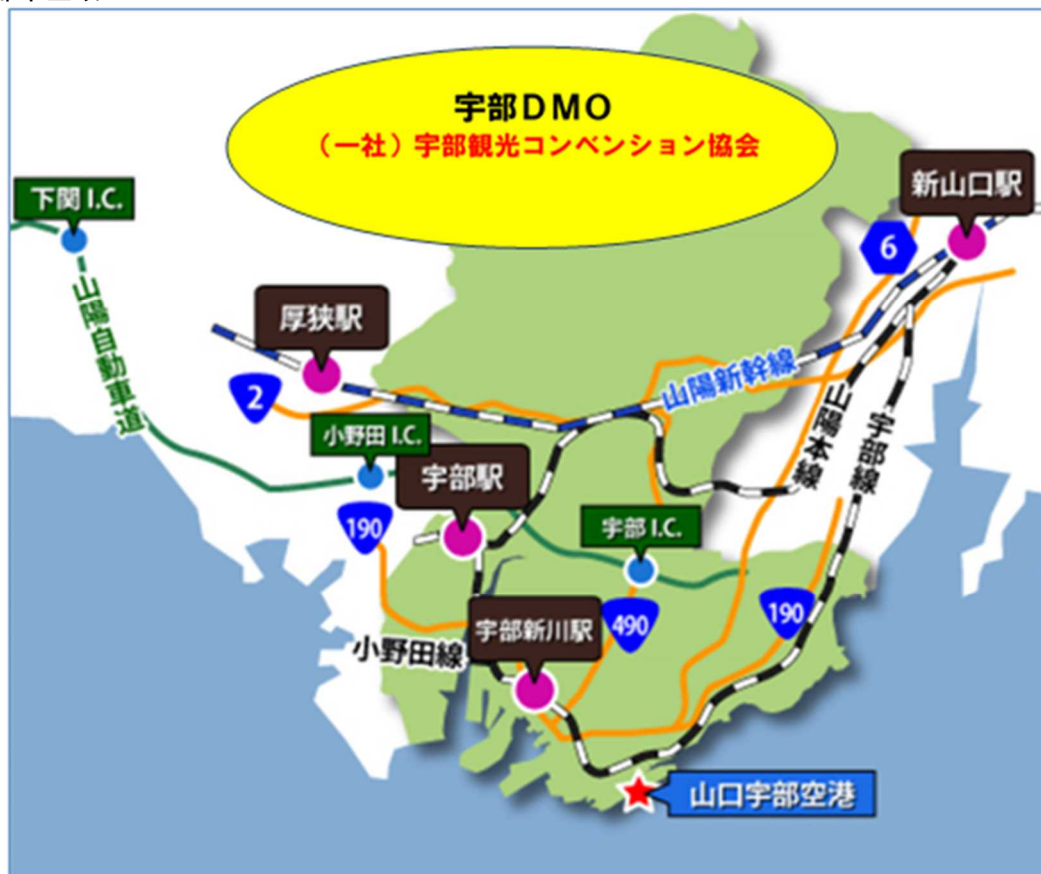 宇部DMO
（一社）宇部観光コンベンション協会
下関 I.C.
新山口駅
6
山陽自動車道
厚狭駅
2
山陽新幹線
小野田 I.C.
宇部駅
山陽本線
宇部線
190
宇部 I.C.
宇部新川駅
490
190
小野田線
山口宇部空港